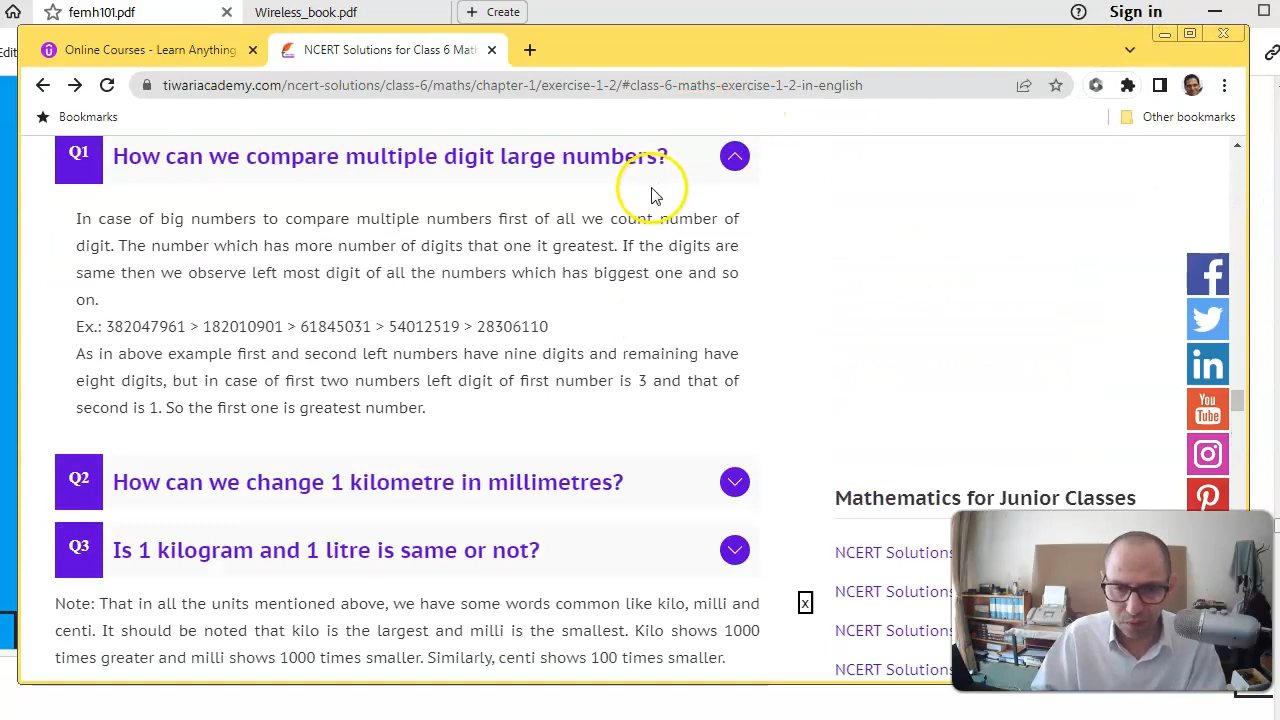 femh101.pdf
Wireless_book.pdf
Create
Sign in
Edit
Online Courses - Learn Anything
NCERT Solutions for Class 6 Math
tiwariacademy.com/ncert-solutions/class-6/maths/chapter-1/exercise-1-2/#class-6-maths-exercise-1-2-in-english
Bookmarks
Other bookmarks
Q1 How can we compare multiple digit large numbers?
In case of big numbers to compare multiple numbers first of all we count number of
digit. The number which has more number of digits that one it greatest. If the digits are
same then we observe left most digit of all the numbers which has biggest one and so
on.
Ex.: 382047961 > 182010901 > 61845031 > 54012519 > 28306110
As in above example first and second left numbers have nine digits and remaining have
eight digits, but in case of first two numbers left digit of first number is 3 and that of
second is 1. So the first one is greatest number.
Q2 How can we change 1 kilometre in millimetres?
Q3 Is 1 kilogram and 1 litre is same or not?
Note: That in all the units mentioned above, we have some words common like kilo, milli and
centi. It should be noted that kilo is the largest and milli is the smallest. Kilo shows 1000
times greater and milli shows 1000 times smaller. Similarly, centi shows 100 times smaller.
x
You
Tube
Mathematics for Junior Classes
NCERT Solutions
NCERT Solutions
NCERT Solutions
NCERT Solutions